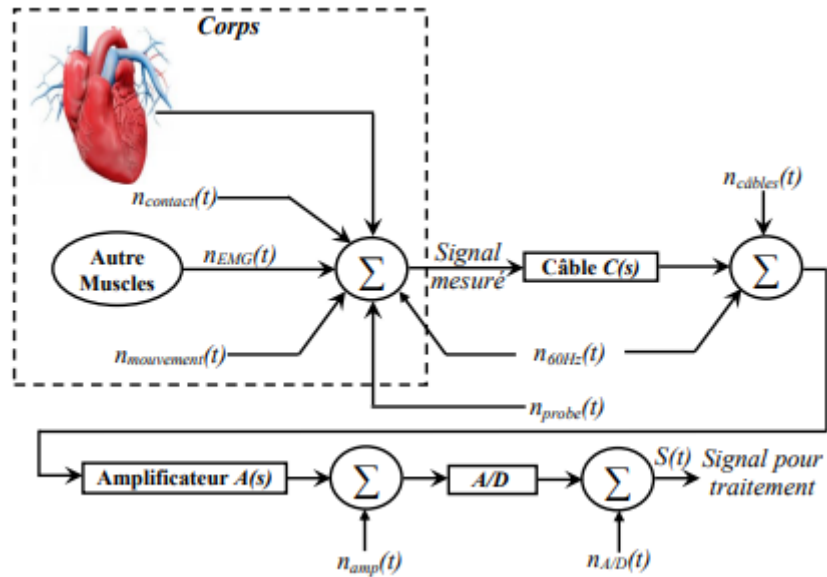 Corps
n_contact(t)
n_câbles(t)
Autre
Muscles
n_EMG(t)
Σ
Signal
mesuré
Câble C(s)
Σ
n_mouvement(t)
n_60Hz(t)
n_probe(t)
Amplificateur A(s)
Σ
A/D
Σ
S(t)
Signal pour
traitement
n_amp(t)
n_A/D(t)